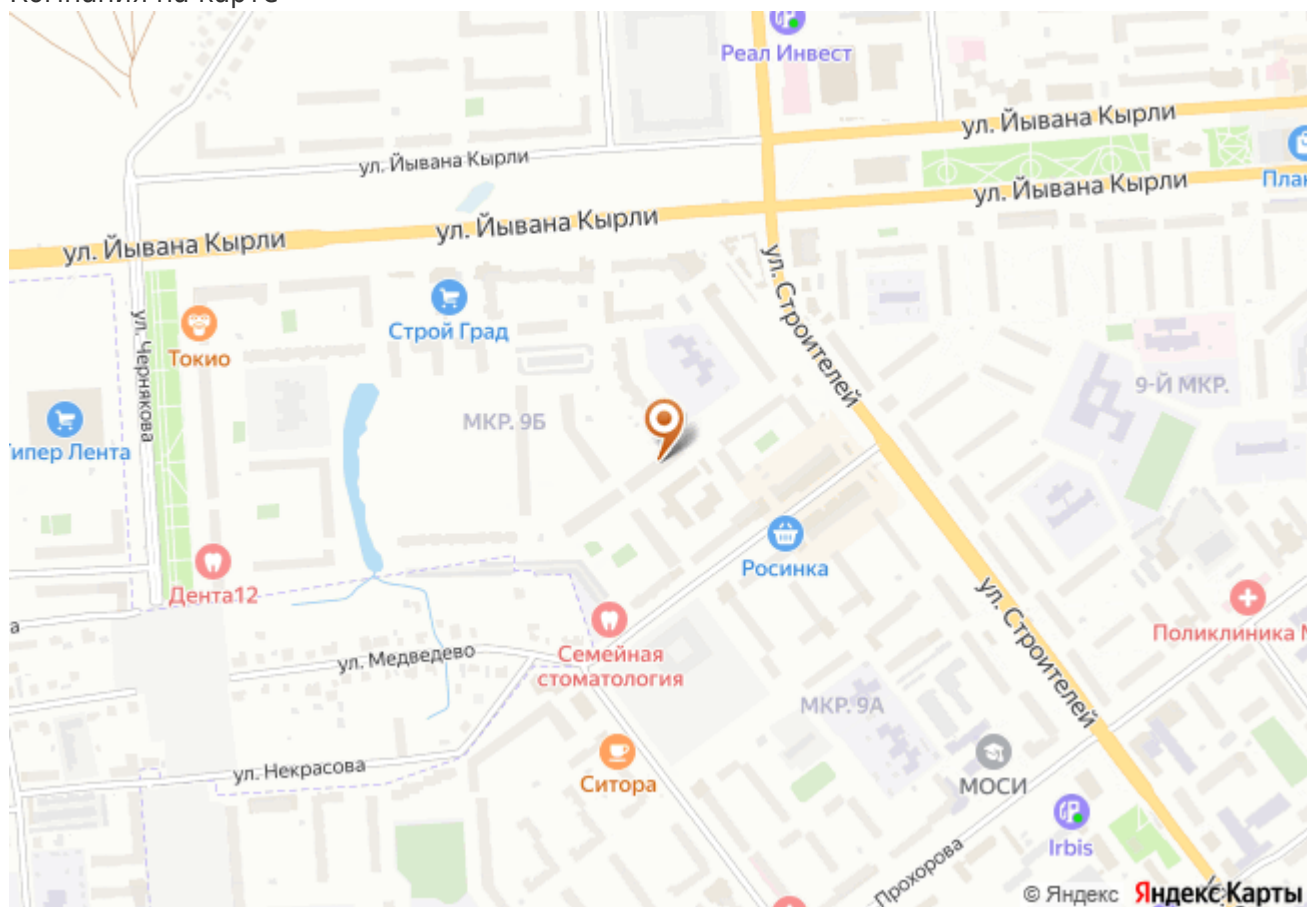 Реал Инвест
ул. Йывана Кырли
ул. Йывана Кырли
ул. Йывана Кырли
ул. Йывана Кырли
ул. Йывана Кырли
ул. Строителей
Строй Град
Токио
ул. Чернякова
МКР. 9Б
9-Й МКР.
Лента
Росинка
Дента12
Семейная
стоматология
ул. Медведево
ул. Строителей
Поликлиника
МКР. 9А
Ситора
ул. Некрасова
МОСИ
Irbis
Прохорова
© Яндекс Яндекс Карты